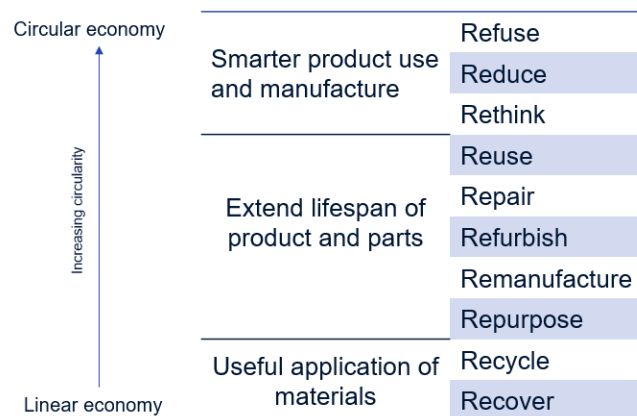 Circular economy
Increasing circularity
Linear economy
Smarter product use
and manufacture
Refuse
Reduce
Rethink
Extend lifespan of
product and parts
Reuse
Repair
Refurbish
Remanufacture
Repurpose
Useful application of
materials
Recycle
Recover